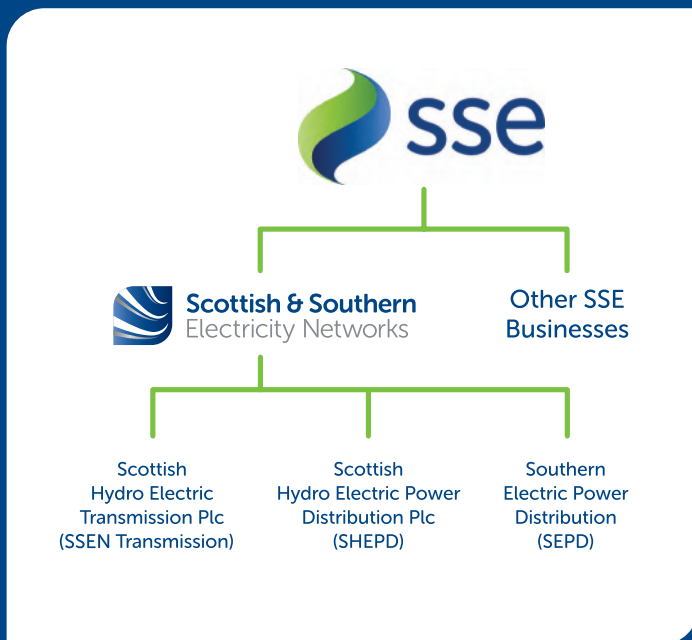 sse
Scottish & Southern
Electricity Networks
Other SSE
Businesses
Scottish
Hydro Electric
Transmission Plc
(SSEN Transmission)
Scottish
Hydro Electric Power
Distribution Plc
(SHEPD)
Southern
Electric Power
Distribution
(SEPD)